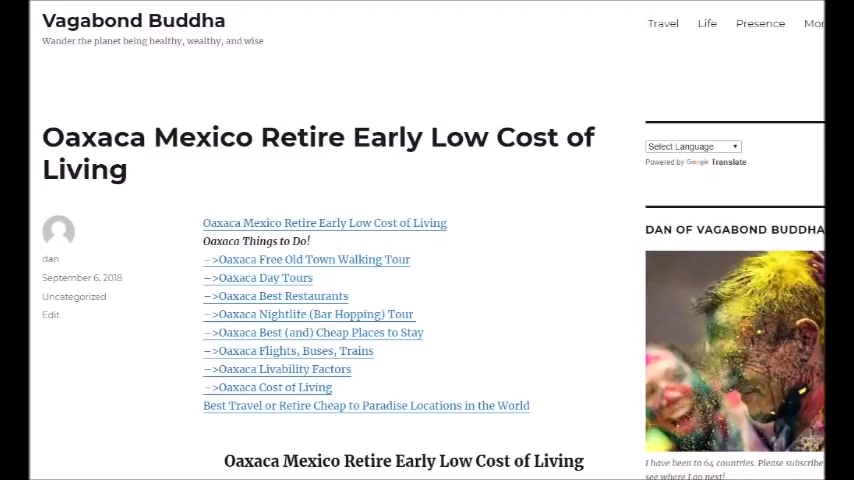 Vagabond Buddha
Wander the planet being healthy, wealthy, and wise
Travel Life Presence
Oaxaca Mexico Retire Early Low Cost of
Living
Select Language
Powered by Google Translate
dan
September 6, 2018
Uncategorized
Edit
Oaxaca Mexico Retire Early Low Cost of Living
Oaxaca Things to Do!
–>Oaxaca Free Old Town Walking Tour
–>Oaxaca Day Tours
–>Oaxaca Best Restaurants
–>Oaxaca Nightlife (Bar Hopping) Tour
–>Oaxaca Best (and) Cheap Places to Stay
–>Oaxaca Flights, Buses, Trains
–>Oaxaca Livability Factors
–>Oaxaca Cost of Living
Best Travel or Retire Cheap to Paradise Locations in the World
Oaxaca Mexico Retire Early Low Cost of Living
DAN OF VAGABOND BUDDHA
I have been to 64 countries. Please subscribe
see where I go next!